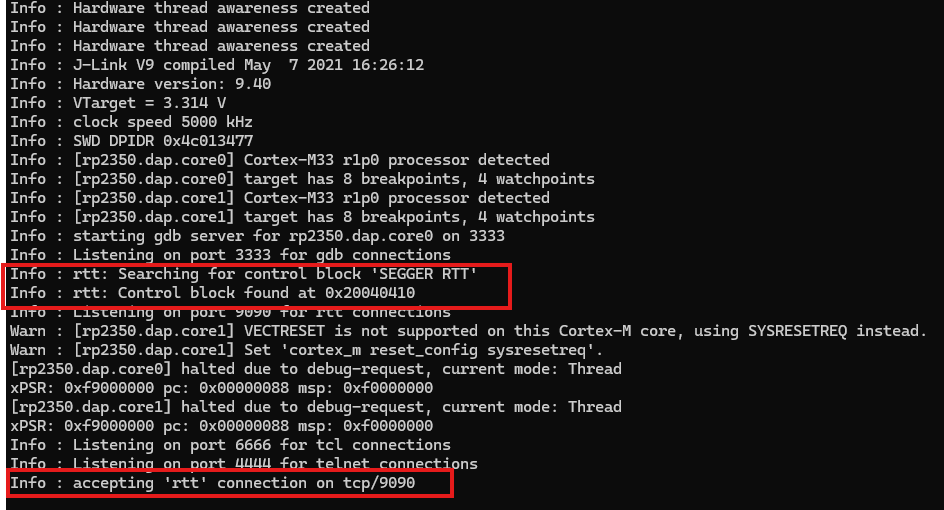 Info : Hardware thread awareness created
Info : Hardware thread awareness created
Info : Hardware thread awareness created
Info : J-Link V9 compiled May  7 2021 16:26:12
Info : Hardware version: 9.40
Info : VTarget = 3.314 V
Info : clock speed 5000 kHz
Info : SWD DPIDR 0x4c013477
Info : [rp2350.dap.core0] Cortex-M33 r1p0 processor detected
Info : [rp2350.dap.core0] target has 8 breakpoints, 4 watchpoints
Info : [rp2350.dap.core1] Cortex-M33 r1p0 processor detected
Info : [rp2350.dap.core1] target has 8 breakpoints, 4 watchpoints
Info : starting gdb server for rp2350.dap.core0 on 3333
Info : Listening on port 3333 for gdb connections
Info : rtt: Searching for control block 'SEGGER RTT'
Info : rtt: Control block found at 0x20040410
Info : Listening on port 9090 for rtt connections
Warn : [rp2350.dap.core1] VECTRESET is not supported on this Cortex-M core, using SYSRESETREQ instead.
Warn : [rp2350.dap.core1] Set 'cortex_m reset_config sysresetreq'.
[rp2350.dap.core0] halted due to debug-request, current mode: Thread
xPSR: 0xf9000000 pc: 0x00000088 msp: 0xf0000000
[rp2350.dap.core1] halted due to debug-request, current mode: Thread
xPSR: 0xf9000000 pc: 0x00000088 msp: 0xf0000000
Info : Listening on port 6666 for tcl connections
Info : Listening on port 4444 for telnet connections
Info : accepting 'rtt' connection on tcp/9090